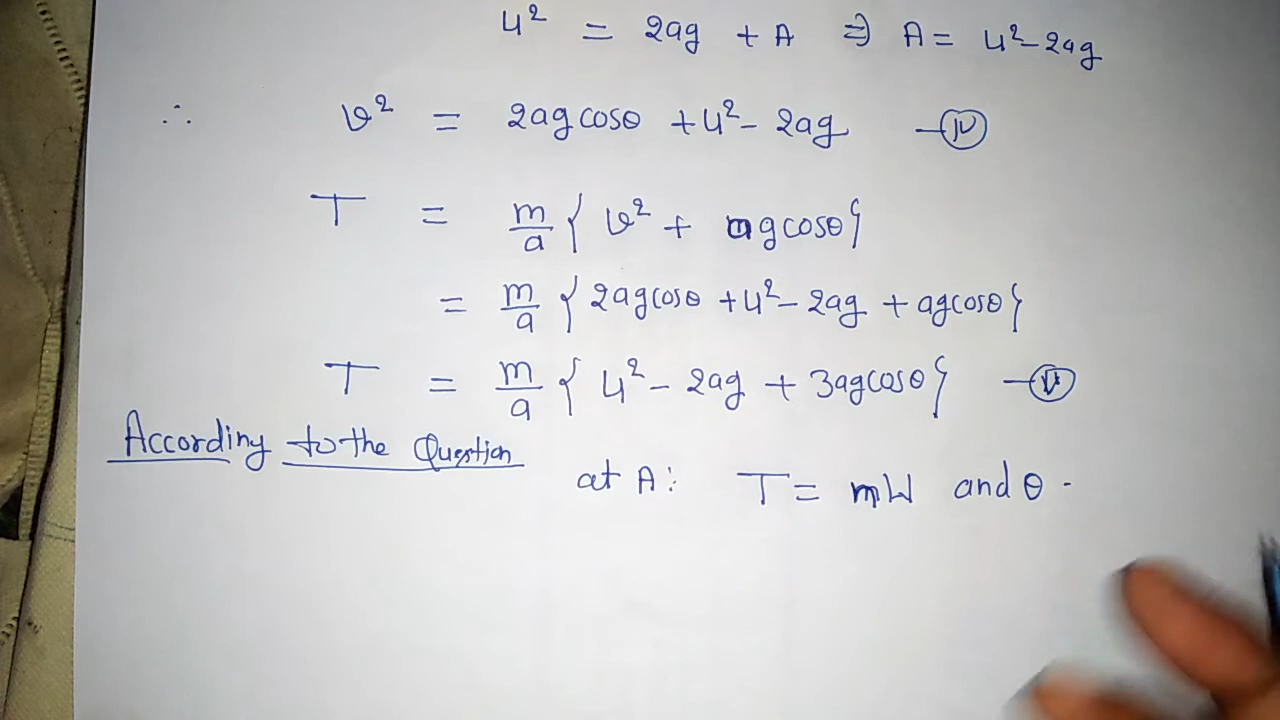 u² = 2ag + A ⇒ A = u² - 2ag
∴ v² = 2ag cosθ + u² - 2ag —(IV)
T = m/a { v² + ag cosθ}
= m/a { 2ag cosθ + u² - 2ag + ag cosθ}
T = m/a { u² - 2ag + 3ag cosθ} —(V)
According to the Question
at A: T = mW and θ -